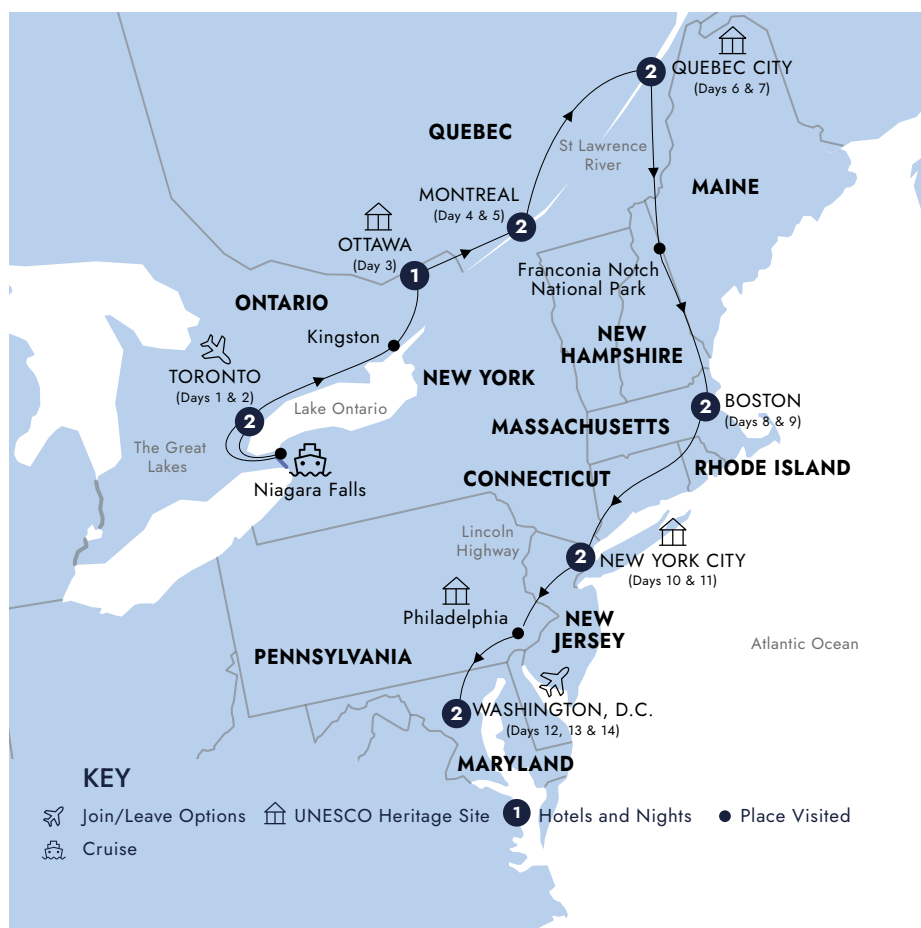 2
QUEBEC CITY
(Days 6 & 7)
QUEBEC
St Lawrence
River
MAINE
MONTREAL
(Day 4 & 5)
2
OTTAWA
(Day 3)
1
Franconia Notch
National Park
ONTARIO
Kingston
NEW
HAMPSHIRE
TORONTO
(Days 1 & 2)
2
NEW YORK
Lake Ontario
2
BOSTON
(Days 8 & 9)
MASSACHUSETTS
The Great
Lakes
Niagara Falls
CONNECTICUT
RHODE ISLAND
Lincoln
Highway
2
NEW YORK CITY
(Days 10 & 11)
Philadelphia
NEW
JERSEY
Atlantic Ocean
PENNSYLVANIA
2
WASHINGTON, D.C.
(Days 12, 13 & 14)
MARYLAND
KEY
Join/Leave Options
UNESCO Heritage Site
1
Hotels and Nights
Place Visited
Cruise